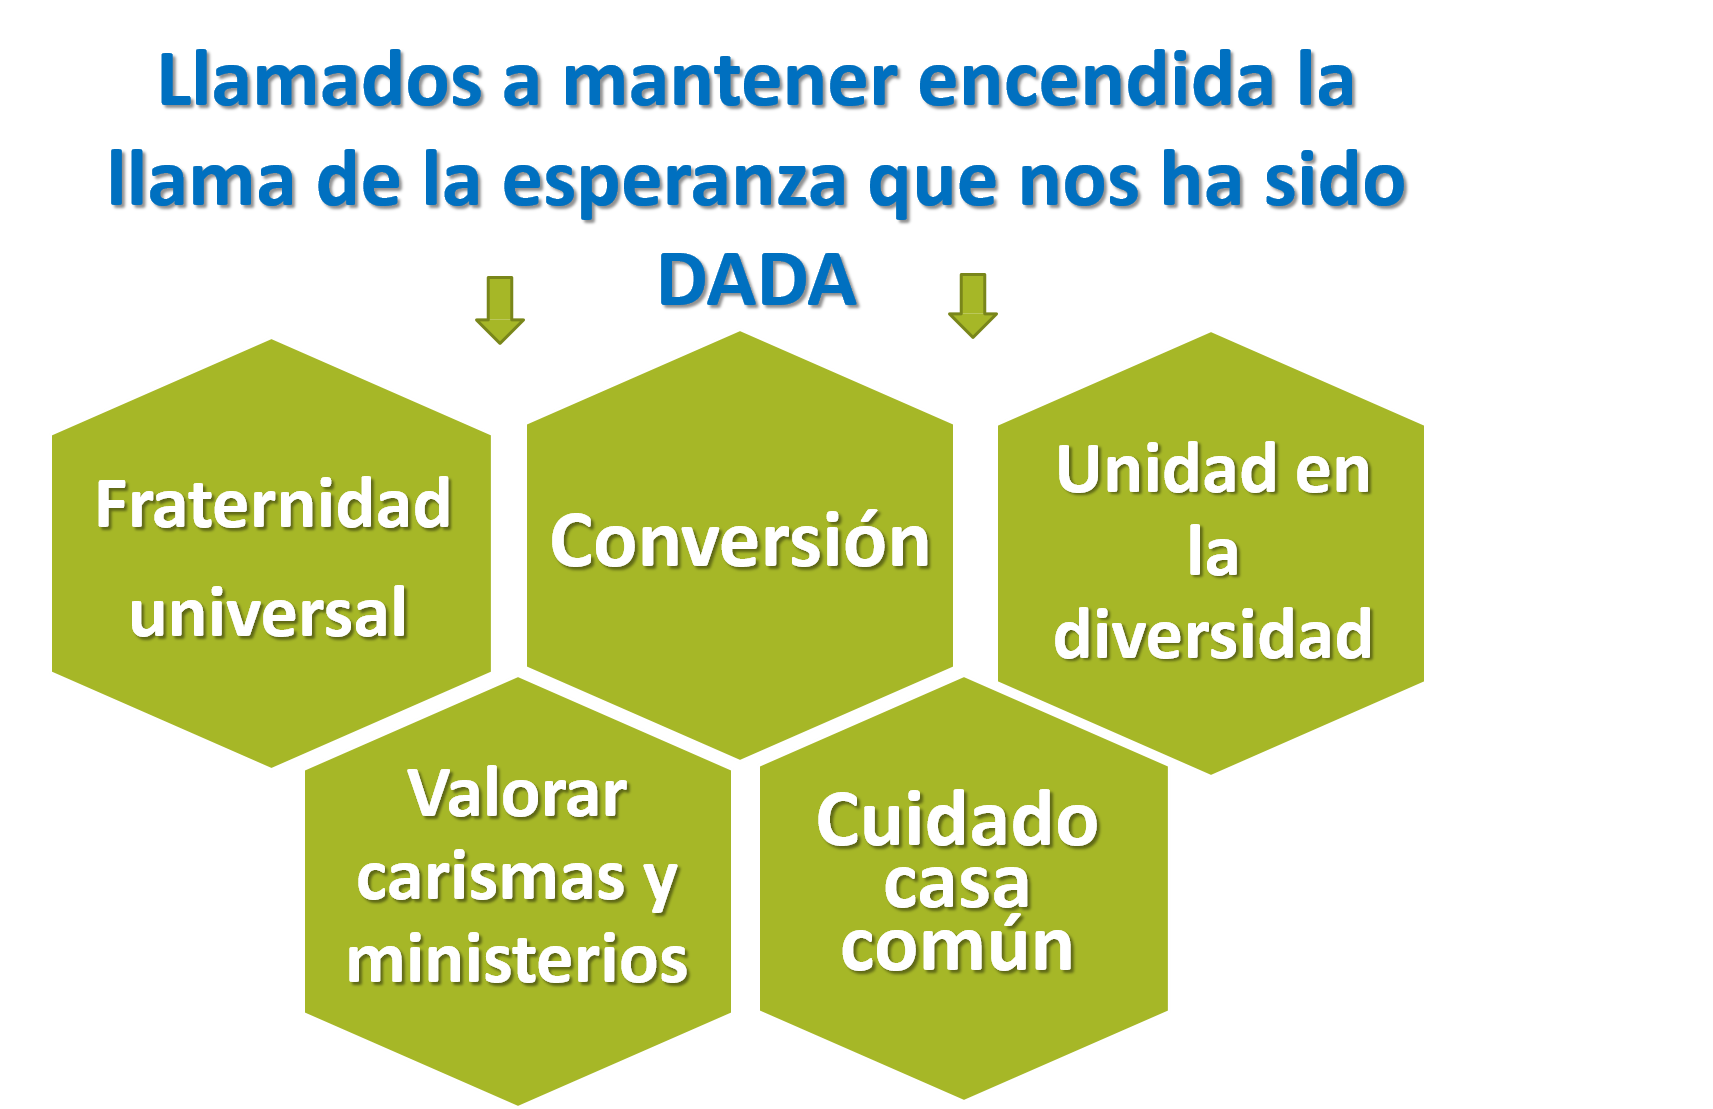 Llamados a mantener encendida la
llama de la esperanza que nos ha sido
DADA
Fraternidad
universal
Conversión
Unidad en
la
diversidad
Valorar
carismas y
ministerios
Cuidado
casa
común